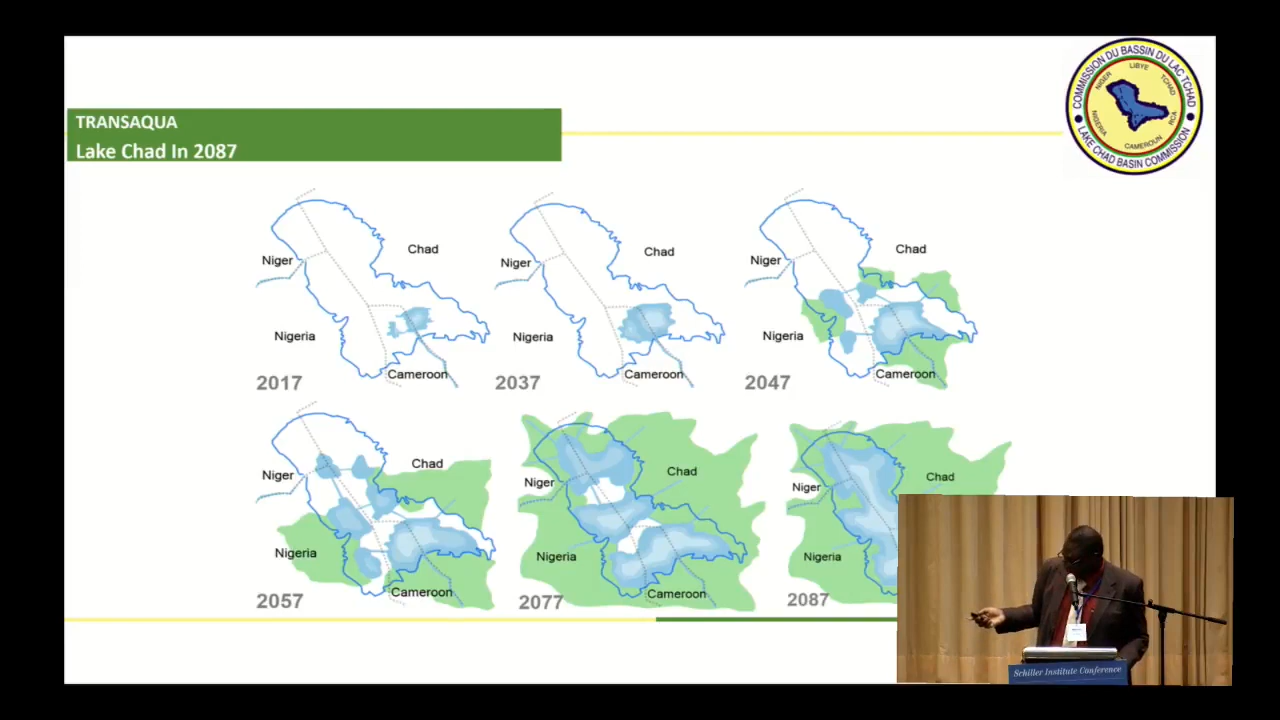 TRANSAQUA
Lake Chad In 2087
COMMISSION DU BASSIN DU LAC TCHAD
LIBYE
NIGER
TCHAD
NIGERIA
RCA
CAMEROUN
LAKE CHAD BASIN COMMISSION
Niger
Chad
Nigeria
Cameroon
2017
Niger
Chad
Nigeria
Cameroon
2037
Niger
Chad
Nigeria
Cameroon
2047
Niger
Chad
Nigeria
Cameroon
2057
Niger
Chad
Nigeria
Cameroon
2077
Niger
Chad
Nigeria
2087
Schiller Institute Conference